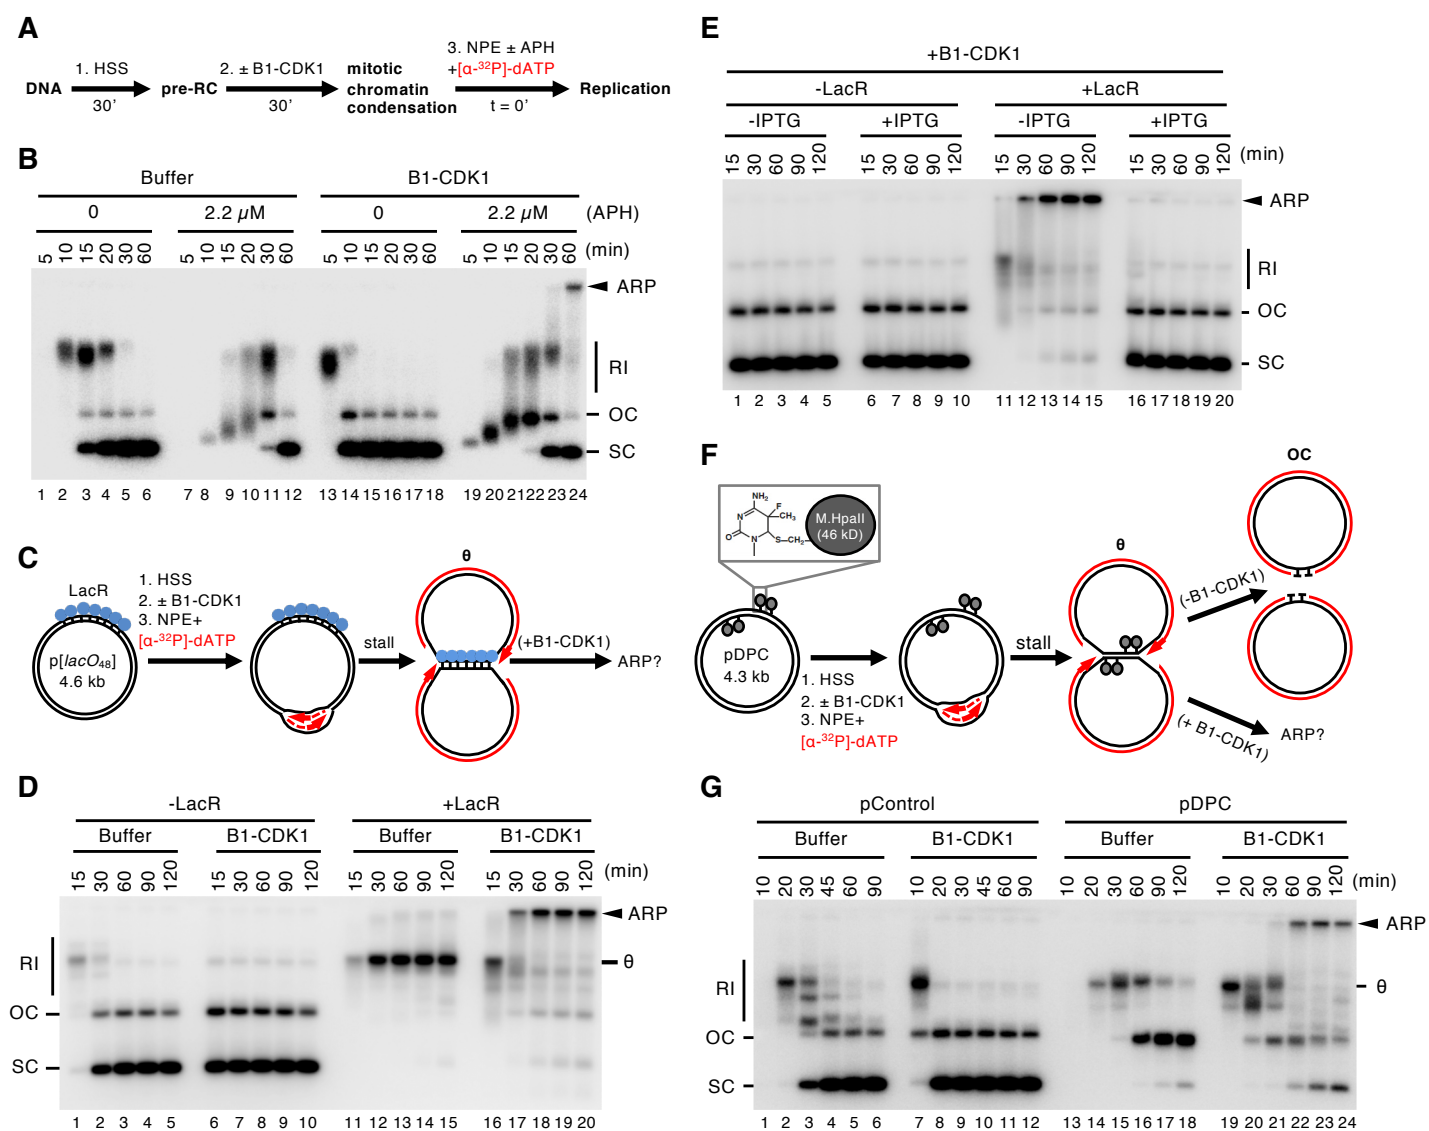 A
DNA
1. HSS
30’
pre-RC
2. ± B1-CDK1
30’
mitotic
chromatin
condensation
3. NPE ± APH
+[α-³²P]-dATP
t = 0’
Replication
B
Buffer B1-CDK1
0 2.2 µM 0 2.2 µM (APH)
5 10 15 20 30 60 5 10 15 20 30 60 5 10 15 20 30 60 5 10 15 20 30 60 (min)
ARP
RI
OC
SC
1 2 3 4 5 6 7 8 9 10 11 12 13 14 15 16 17 18 19 20 21 22 23 24
C
LacR
p[lacO₄₈]
4.6 kb
1. HSS
2. ± B1-CDK1
3. NPE+
[α-³²P]-dATP
stall
θ
(+B1-CDK1)
ARP?
D
-LacR +LacR
Buffer B1-CDK1 Buffer B1-CDK1
15 30 60 90 120 15 30 60 90 120 15 30 60 90 120 15 30 60 90 120 (min)
ARP
RI
θ
OC
SC
1 2 3 4 5 6 7 8 9 10 11 12 13 14 15 16 17 18 19 20
E
+B1-CDK1
-LacR +LacR
-IPTG +IPTG -IPTG +IPTG
15 30 60 90 120 15 30 60 90 120 15 30 60 90 120 15 30 60 90 120 (min)
ARP
RI
OC
SC
1 2 3 4 5 6 7 8 9 10 11 12 13 14 15 16 17 18 19 20
F
NH₂
N
F
CH₃
O
N
S
CH₂
M.HpaII
(46 kD)
pDPC
4.3 kb
1. HSS
2. ± B1-CDK1
3. NPE+
[α-³²P]-dATP
stall
θ
(-B1-CDK1)
OC
(+ B1-CDK1)
ARP?
G
pControl pDPC
Buffer B1-CDK1 Buffer B1-CDK1
10 20 30 45 60 90 10 20 30 45 60 90 10 20 30 60 90 120 10 20 30 60 90 120 (min)
ARP
RI
θ
OC
SC
1 2 3 4 5 6 7 8 9 10 11 12 13 14 15 16 17 18 19 20 21 22 23 24